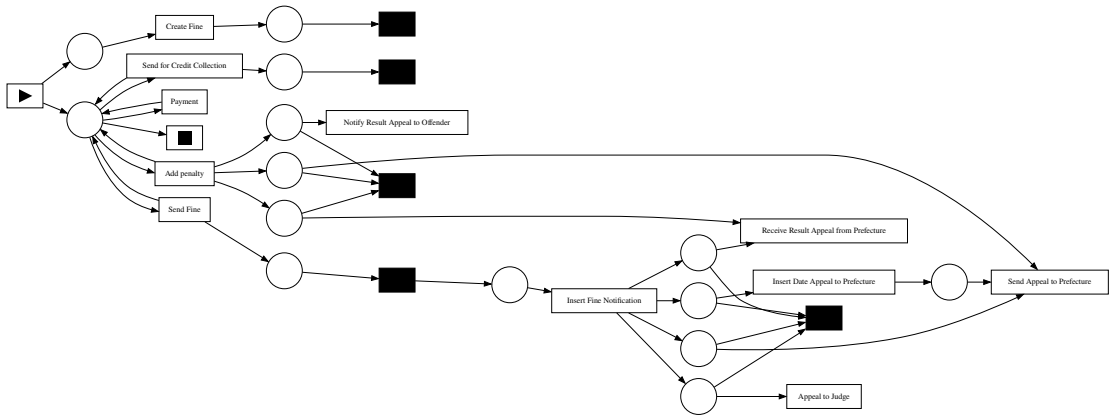 Create Fine
Send for Credit Collection
Payment
Notify Result Appeal to Offender
Add penalty
Send Fine
Receive Result Appeal from Prefecture
Insert Date Appeal to Prefecture
Send Appeal to Prefecture
Insert Fine Notification
Appeal to Judge